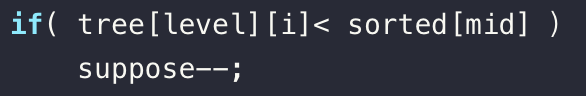 if( tree[level][i]< sorted[mid] )
suppose--;